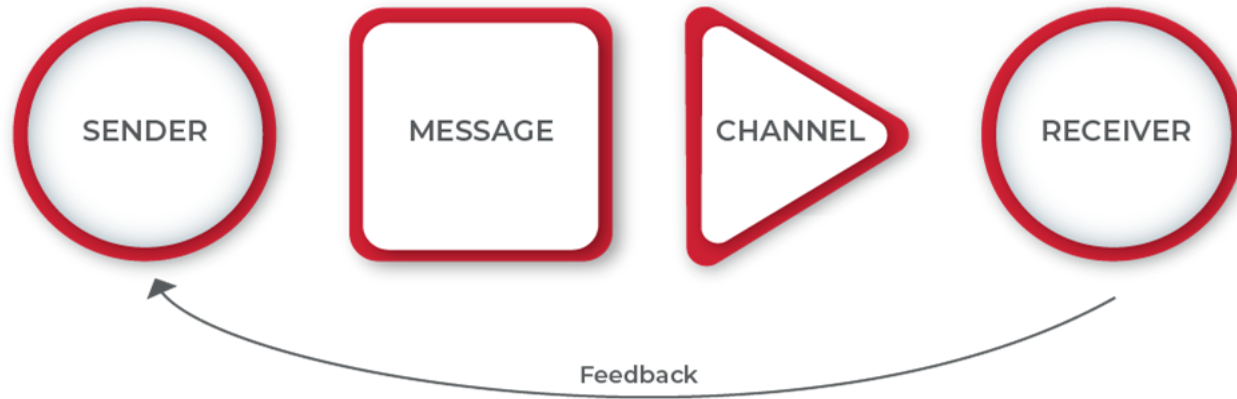 SENDER
MESSAGE
CHANNEL
RECEIVER
Feedback